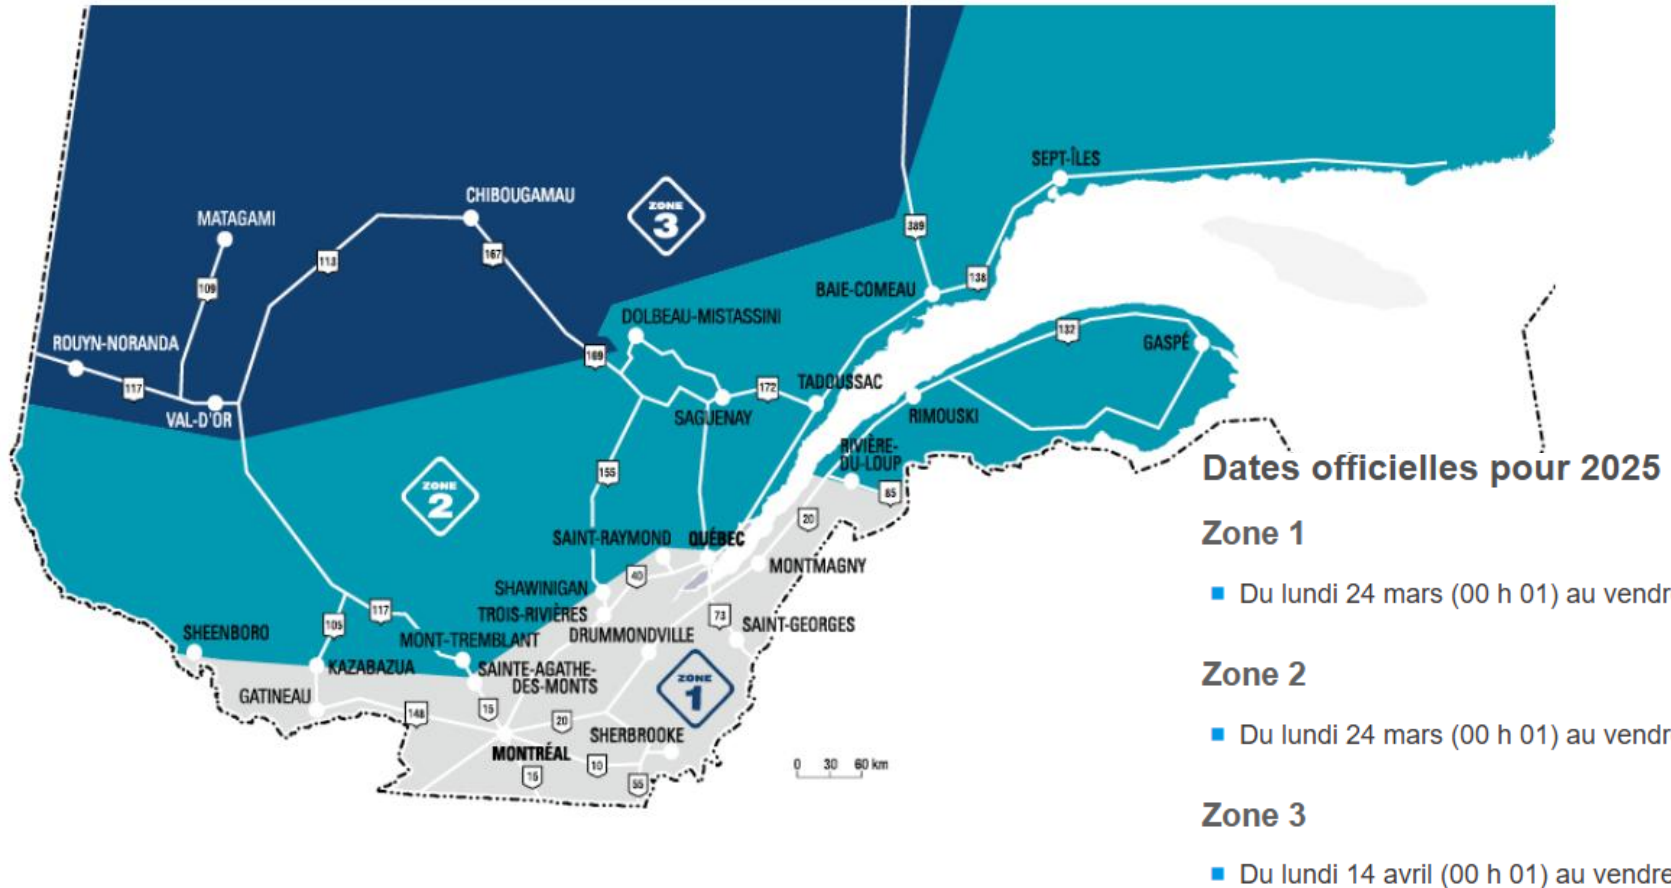 SEPT-ÎLES
CHIBOUGAMAU
ZONE
3
MATAGAMI
389
113
167
138
109
BAIE-COMEAU
DOLBEAU-MISTASSINI
132
ROUYN-NORANDA
169
GASPÉ
117
172
TADOUSSAC
VAL-D'OR
SAGUENAY
RIMOUSKI
RIVIÈRE-
DU-LOUP
155
ZONE
2
85
20
SAINT-RAYMOND
QUÉBEC
MONTMAGNY
40
SHAWINIGAN
117
TROIS-RIVIÈRES
73
105
SAINT-GEORGES
SHEENBORO
MONT-TREMBLANT
DRUMMONDVILLE
KAZABAZUA
SAINTE-AGATHE-
DES-MONTS
ZONE
1
GATINEAU
148
15
20
SHERBROOKE
MONTRÉAL
10
15
55
0 30 60 km
Dates officielles pour 2025
Zone 1
Du lundi 24 mars (00 h 01) au vendr
Zone 2
Du lundi 24 mars (00 h 01) au vendr
Zone 3
Du lundi 14 avril (00 h 01) au vendre